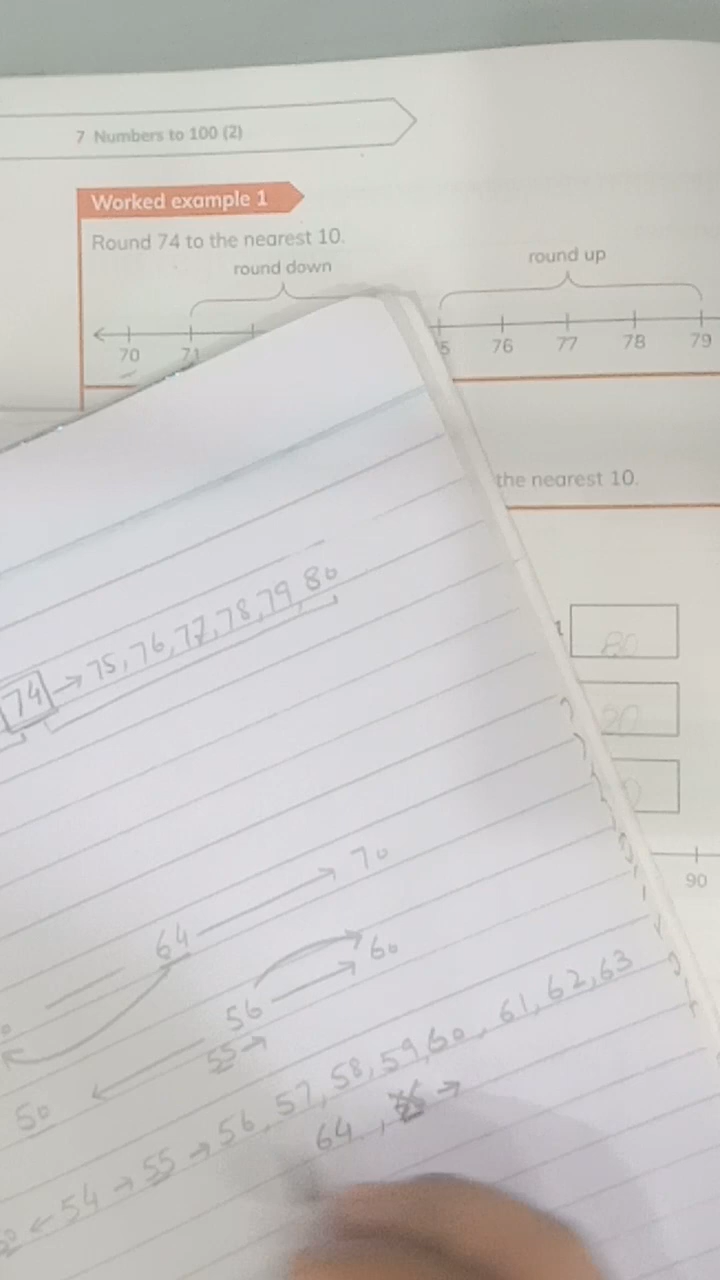 7 Numbers to 100 (2)
Worked example 1
Round 74 to the nearest 10.
round down
round up
70 71 76 77 78 79
the nearest 10.
74 → 75, 76, 77, 78, 79, 80
80
90
64 → 70
56 → 60
55 →
50
54 → 55 → 56, 57, 58, 59, 60, 61, 62, 63
64, →